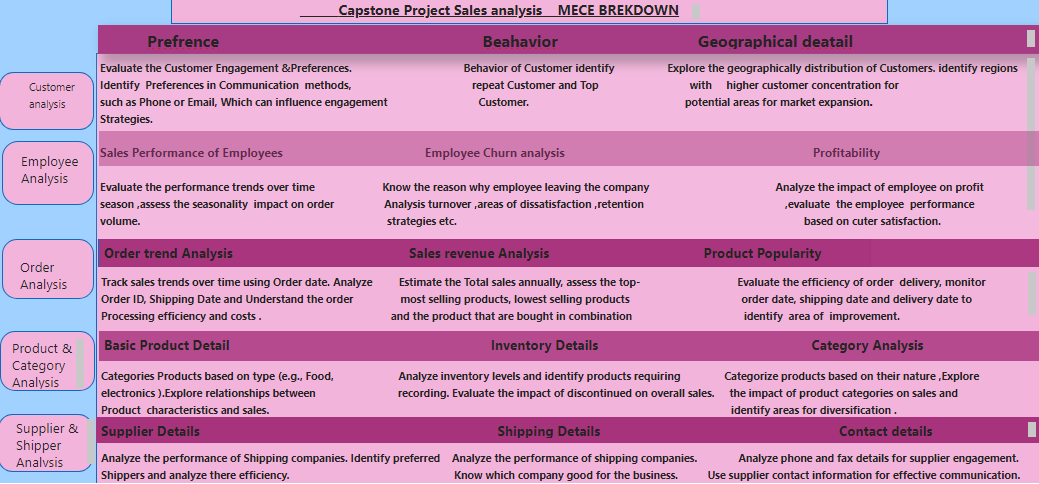 Capstone Project Sales analysis MECE BREKDOWN
Prefrence Beahavior Geographical deatail
Customer
analysis
Evaluate the Customer Engagement &Preferences.
Identify Preferences in Communication methods,
such as Phone or Email, Which can influence engagement
Strategies.
Behavior of Customer identify
repeat Customer and Top
Customer.
Explore the geographically distribution of Customers. identify regions
with higher customer concentration for
potential areas for market expansion.
Employee
Analysis
Sales Performance of Employees Employee Churn analysis Profitability
Evaluate the performance trends over time
season ,assess the seasonality impact on order
volume.
Know the reason why employee leaving the company
Analysis turnover ,areas of dissatisfaction ,retention
strategies etc.
Analyze the impact of employee on profit
,evaluate the employee performance
based on cuter satisfaction.
Order
Analysis
Order trend Analysis Sales revenue Analysis Product Popularity
Track sales trends over time using Order date. Analyze
Order ID, Shipping Date and Understand the order
Processing efficiency and costs .
Estimate the Total sales annually, assess the top-
most selling products, lowest selling products
and the product that are bought in combination
Evaluate the efficiency of order delivery, monitor
order date, shipping date and delivery date to
identify area of improvement.
Product &
Category
Analysis
Basic Product Detail Inventory Details Category Analysis
Categories Products based on type (e.g., Food,
electronics ).Explore relationships between
Product characteristics and sales.
Analyze inventory levels and identify products requiring
recording. Evaluate the impact of discontinued on overall sales.
Categorize products based on their nature ,Explore
the impact of product categories on sales and
identify areas for diversification .
Supplier &
Shipper
Analysis
Supplier Details Shipping Details Contact details
Analyze the performance of Shipping companies. Identify preferred
Shippers and analyze there efficiency.
Analyze the performance of shipping companies.
Know which company good for the business.
Analyze phone and fax details for supplier engagement.
Use supplier contact information for effective communication.